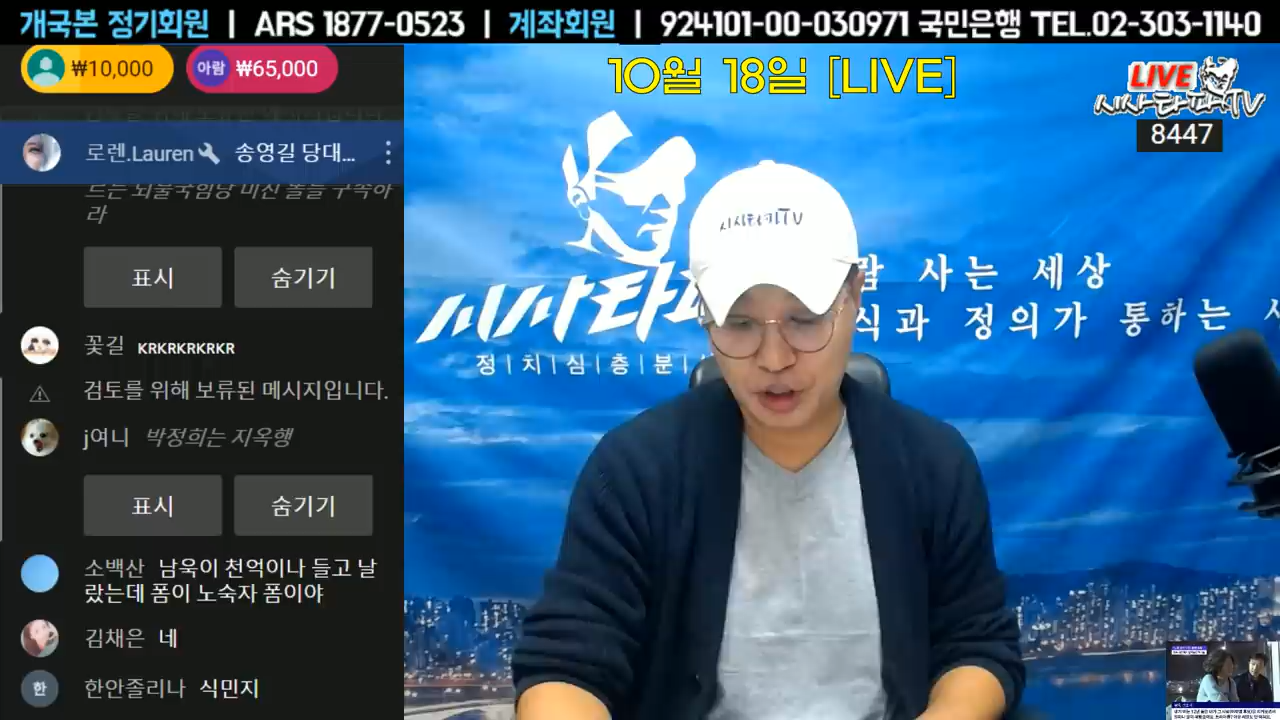 개국본 정기회원 | ARS 1877-0523 | 계좌회원 | 924101-00-030971 국민은행 TEL.02-303-1140
₩10,000
아람 ₩65,000
10월 18일 [LIVE]
LIVE
시사타파TV
8447
로렌.Lauren 송영길 당대...
라
표시
숨기기
꽃길 KRKRKRKRKR
검토를 위해 보류된 메시지입니다.
j여니 박정희는 지옥행
표시
숨기기
소백산 남욱이 천억이나 들고 날
랐는데 폼이 노숙자 폼이야
김채은 네
한 한안졸리나 식민지
시사타파TV
람 사는 세상
식과 정의가 통하는
시사타파
정|치|심|층|분|